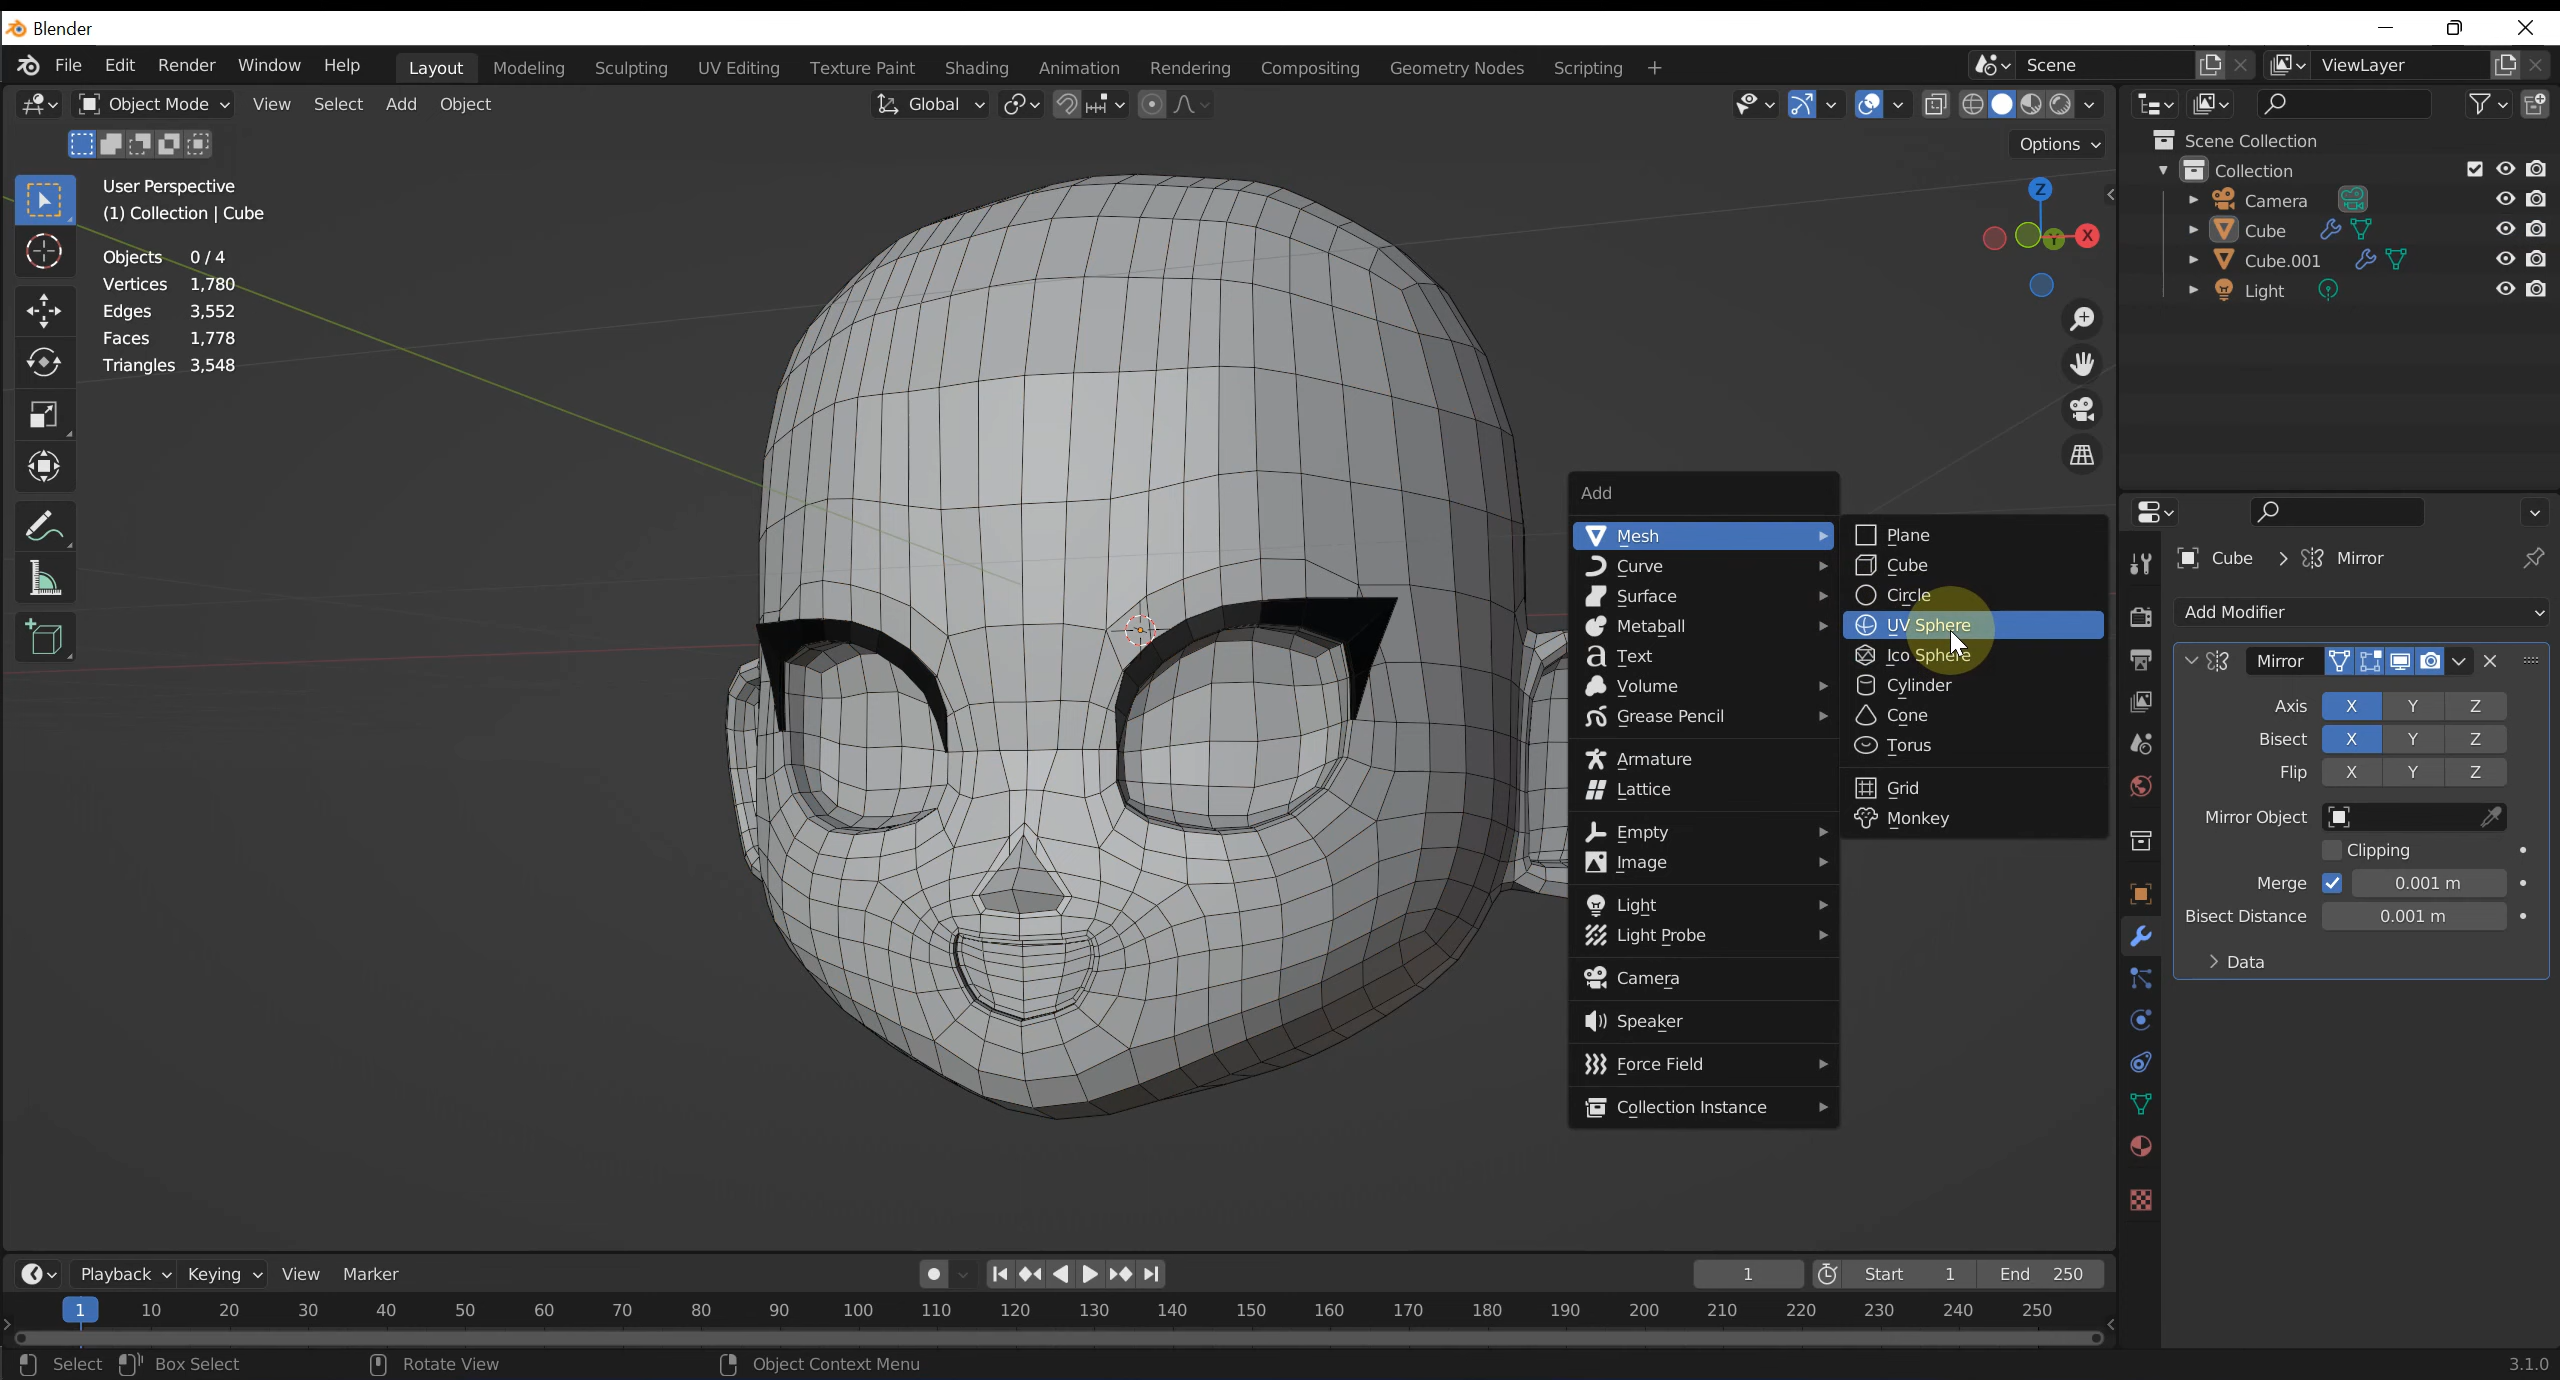 Blender
File Edit Render Window Help Layout Modeling Sculpting UV Editing Texture Paint Shading Animation Rendering Compositing Geometry Nodes Scripting + Scene ViewLayer
Object Mode View Select Add Object Global
Options
User Perspective
(1) Collection | Cube
Objects 0 / 4
Vertices 1,780
Edges 3,552
Faces 1,778
Triangles 3,548
Z
Y
X
Add
Mesh
Curve
Surface
Metaball
Text
Volume
Grease Pencil
Armature
Lattice
Empty
Image
Light
Light Probe
Camera
Speaker
Force Field
Collection Instance
Plane
Cube
Circle
UV Sphere
Ico Sphere
Cylinder
Cone
Torus
Grid
Monkey
Scene Collection
Collection
Camera
Cube
Cube.001
Light
Cube > Mirror
Add Modifier
Mirror
Axis X Y Z
Bisect X Y Z
Flip X Y Z
Mirror Object
Clipping
Merge 0.001 m
Bisect Distance 0.001 m
> Data
Playback Keying View Marker 1 Start 1 End 250
1 10 20 30 40 50 60 70 80 90 100 110 120 130 140 150 160 170 180 190 200 210 220 230 240 250
Select Box Select Rotate View Object Context Menu 3.1.0